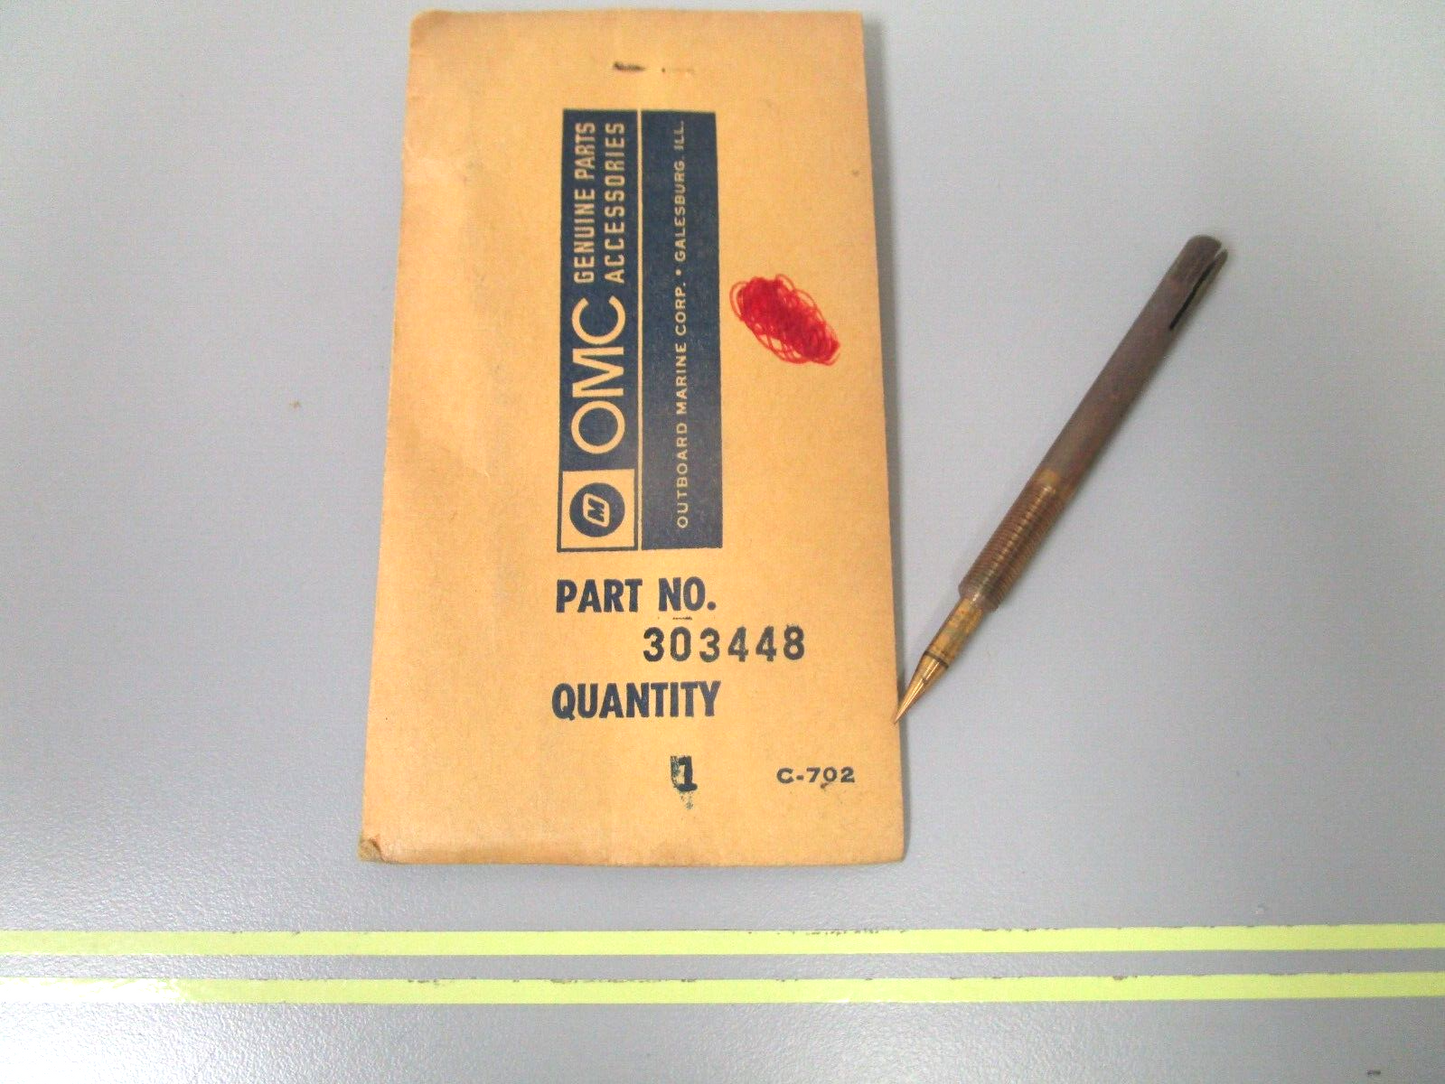 OMC GENUINE PARTS
ACCESSORIES
OUTBOARD MARINE CORP. • GALESBURG, ILL.
PART NO.
303448
QUANTITY
1
C-702